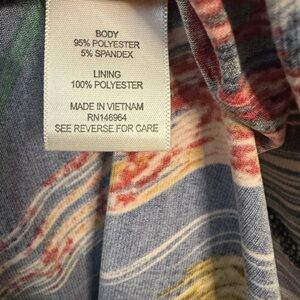 BODY
95% POLYESTER
5% SPANDEX
LINING
100% POLYESTER
MADE IN VIETNAM
RN146964
SEE REVERSE FOR CARE